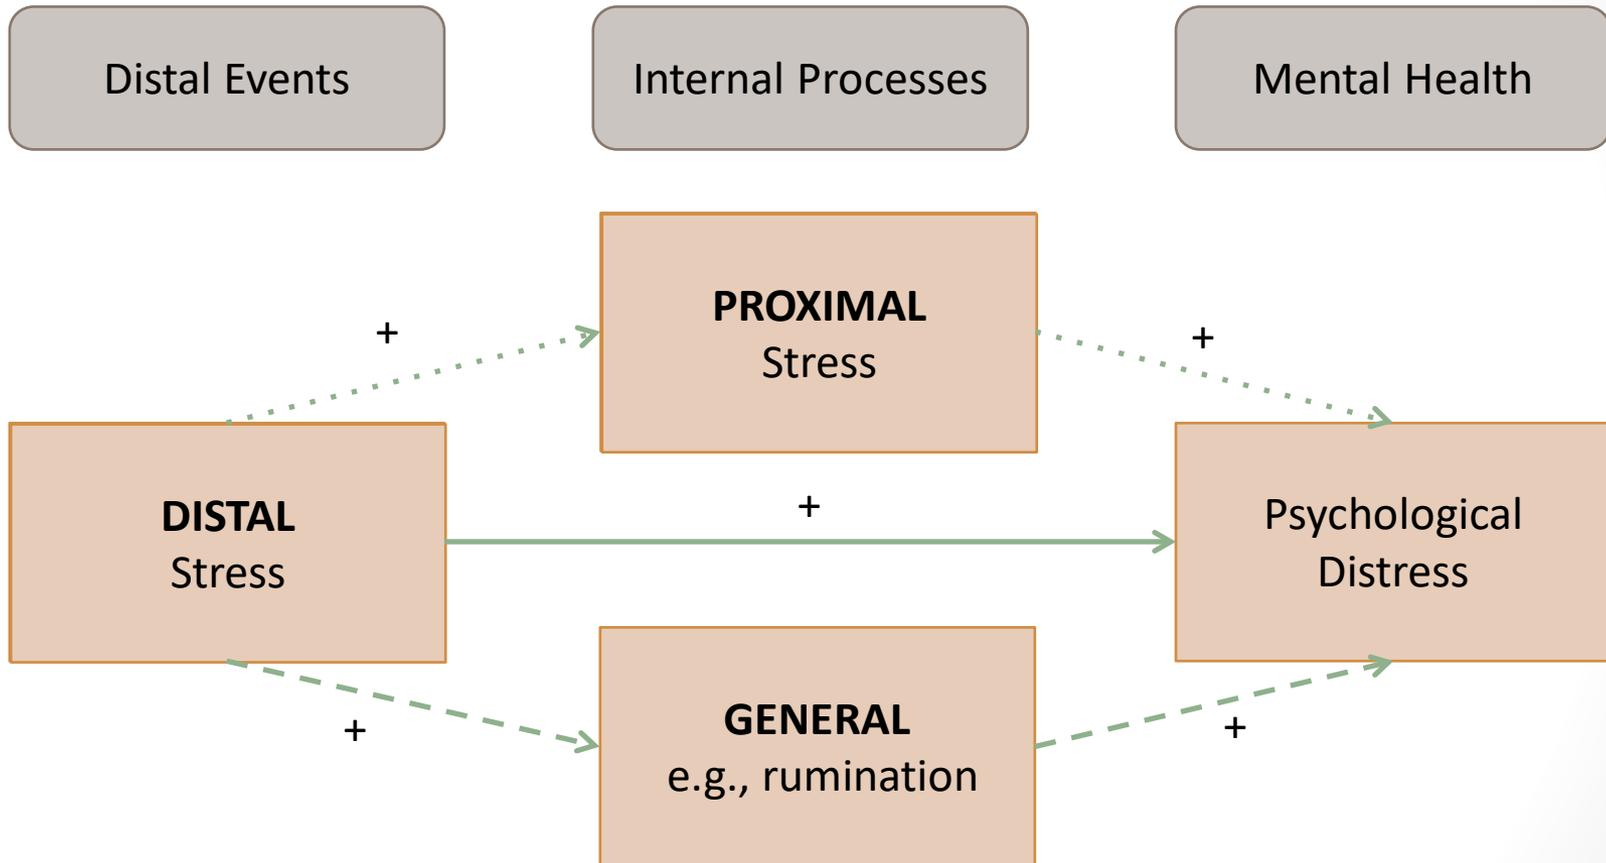 Distal Events
Internal Processes
Mental Health
PROXIMAL
Stress
+
+
DISTAL
Stress
+
Psychological
Distress
GENERAL
e.g., rumination
+
+